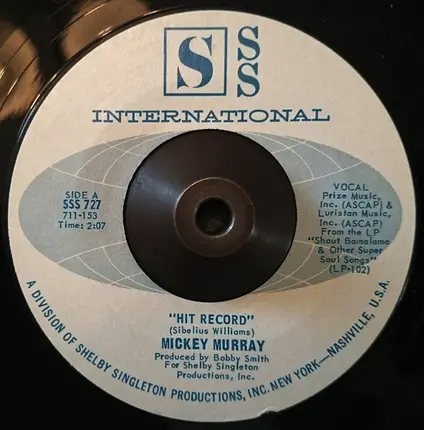 S S
S
INTERNATIONAL
SIDE A
SSS 727
711-153
Time: 2:07
VOCAL
Prize Music,
Inc. (ASCAP) &
Luristan Music,
Inc. (ASCAP)
From the LP
"Shout Bamalama
& Other Super
Soul Songs"
(LP-102)
"HIT RECORD"
(Sibelius Williams)
MICKEY MURRAY
Produced by Bobby Smith
For Shelby Singleton
Productions, Inc.
A DIVISION OF SHELBY SINGLETON PRODUCTIONS, INC. NEW YORK—NASHVILLE, U.S.A.